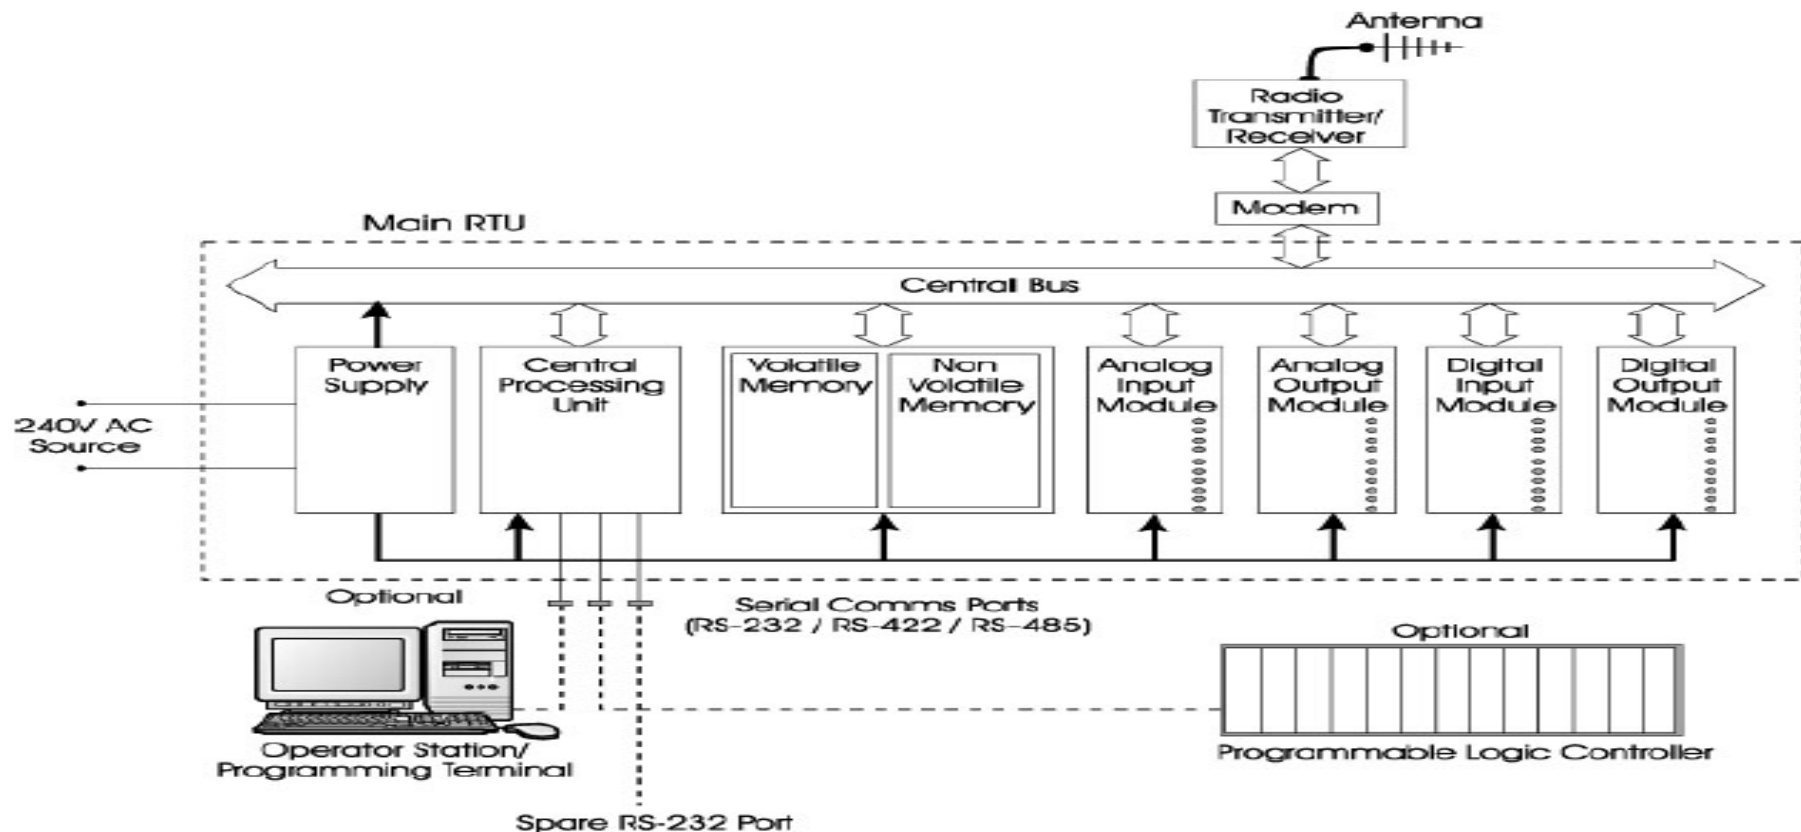 Antenna
Radio
Transmitter/
Receiver
Modem
Main RTU
Central Bus
Power
Supply
Central
Processing
Unit
Volatile
Memory
Non
Volatile
Memory
Analog
Input
Module
Analog
Output
Module
Digital
Input
Module
Digital
Output
Module
240V AC
Source
Optional
Serial Comms Ports
(RS-232 / RS-422 / RS-485)
Optional
Operator Station/
Programming Terminal
Programmable Logic Controller
Spare RS-232 Port